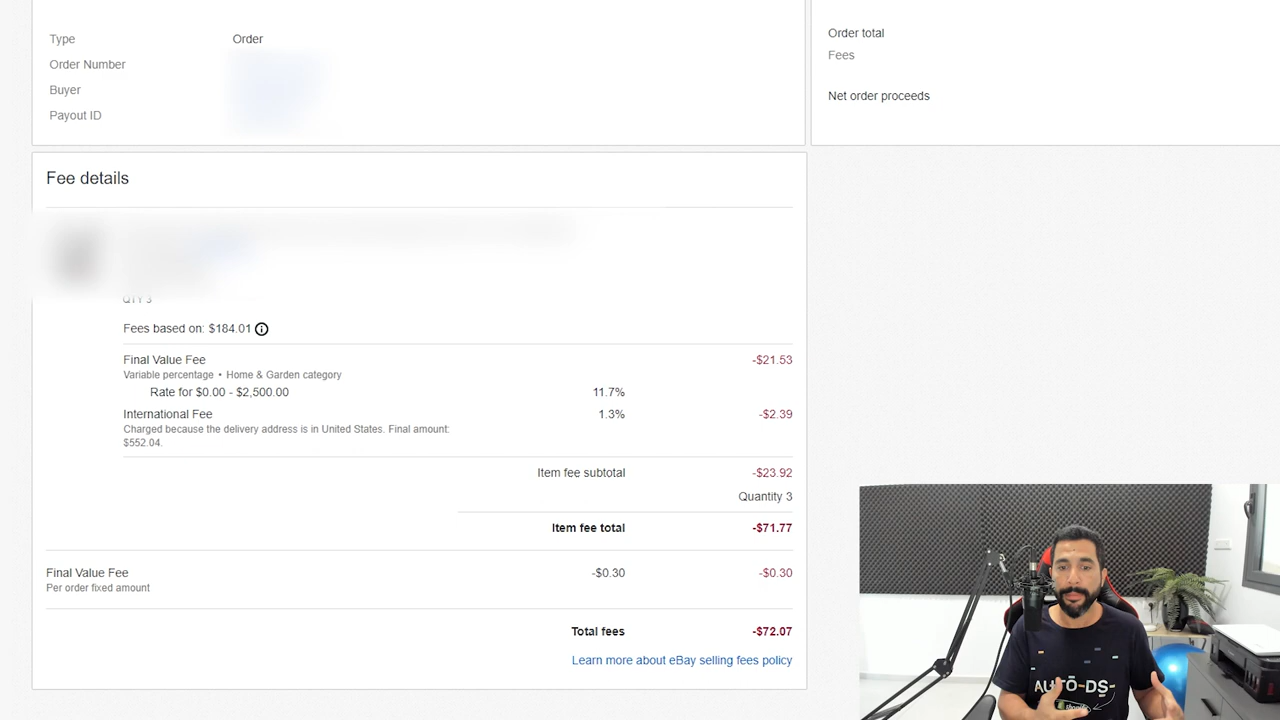 Type Order
Order Number
Buyer
Payout ID
Order total
Fees
Net order proceeds
Fee details
QTY 3
Fees based on: $184.01
Final Value Fee -$21.53
Variable percentage • Home & Garden category
Rate for $0.00 - $2,500.00 11.7%
International Fee 1.3% -$2.39
Charged because the delivery address is in United States. Final amount:
$552.04.
Item fee subtotal -$23.92
Quantity 3
Item fee total -$71.77
Final Value Fee -$0.30 -$0.30
Per order fixed amount
Total fees -$72.07
Learn more about eBay selling fees policy
AUTO-DS-
shopify